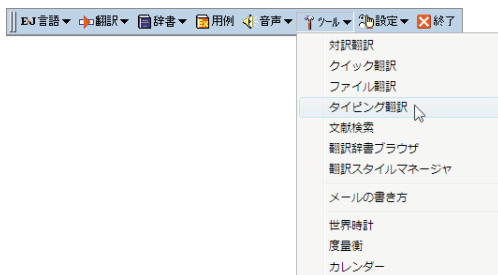 EJ 言語▼ 翻訳▼ 辞書▼ 用例 音声▼ ツール▼ 設定▼ 終了
対訳翻訳
クイック翻訳
ファイル翻訳
タイピング翻訳
文献検索
翻訳辞書ブラウザ
翻訳スタイルマネージャ
メールの書き方
世界時計
度量衡
カレンダー